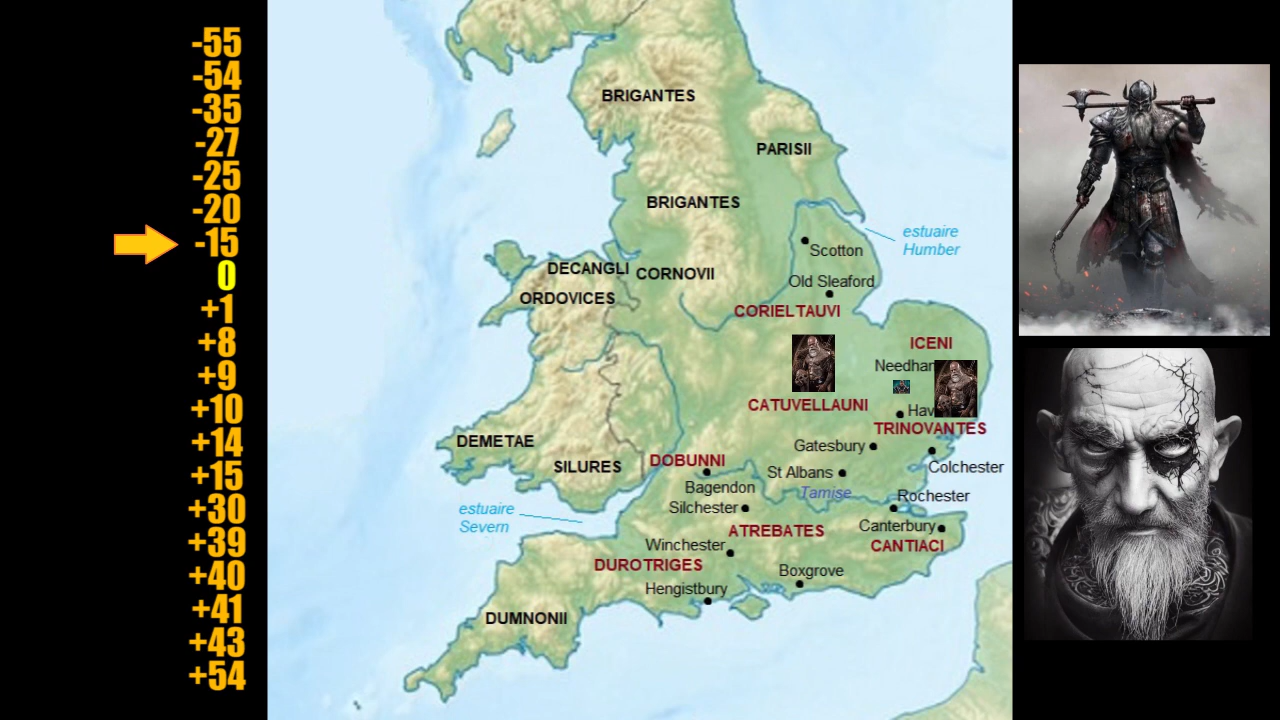 -55
-54
-35
-27
-25
-20
-15
0
+1
+8
+9
+10
+14
+15
+30
+39
+40
+41
+43
+54
BRIGANTES
PARISII
BRIGANTES
estuaire
Humber
Scotton
DECANGLI
CORNOVII
Old Sleaford
ORDOVICES
CORIELTAUVI
ICENI
Needham
CATUVELLAUNI
Hav
TRINOVANTES
DEMETAE
Gatesbury
SILURES
DOBUNNI
St Albans
Colchester
Bagendon
Tamise
Rochester
estuaire
Severn
Silchester
ATREBATES
Canterbury
Winchester
CANTIACI
DUROTRIGES
Boxgrove
Hengistbury
DUMNONII